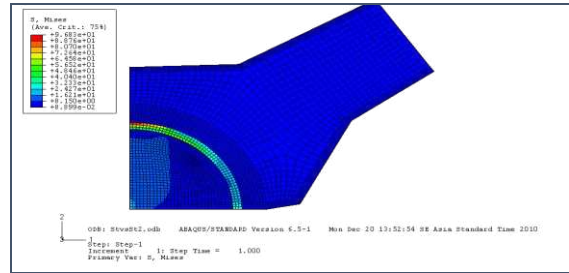 S, Mises
(Ave. Crit.: 75%)
+9.683e+01
+8.876e+01
+8.070e+01
+7.264e+01
+6.458e+01
+5.652e+01
+4.846e+01
+4.040e+01
+3.233e+01
+2.427e+01
+1.621e+01
+8.150e+00
+8.899e-02
2
3
1
ODB: StvsSt2.odb ABAQUS/STANDARD Version 6.5-1 Mon Dec 20 13:52:54 SE Asia Standard Time 2010
Step: Step-1
Increment 1: Step Time = 1.000
Primary Var: S, Mises